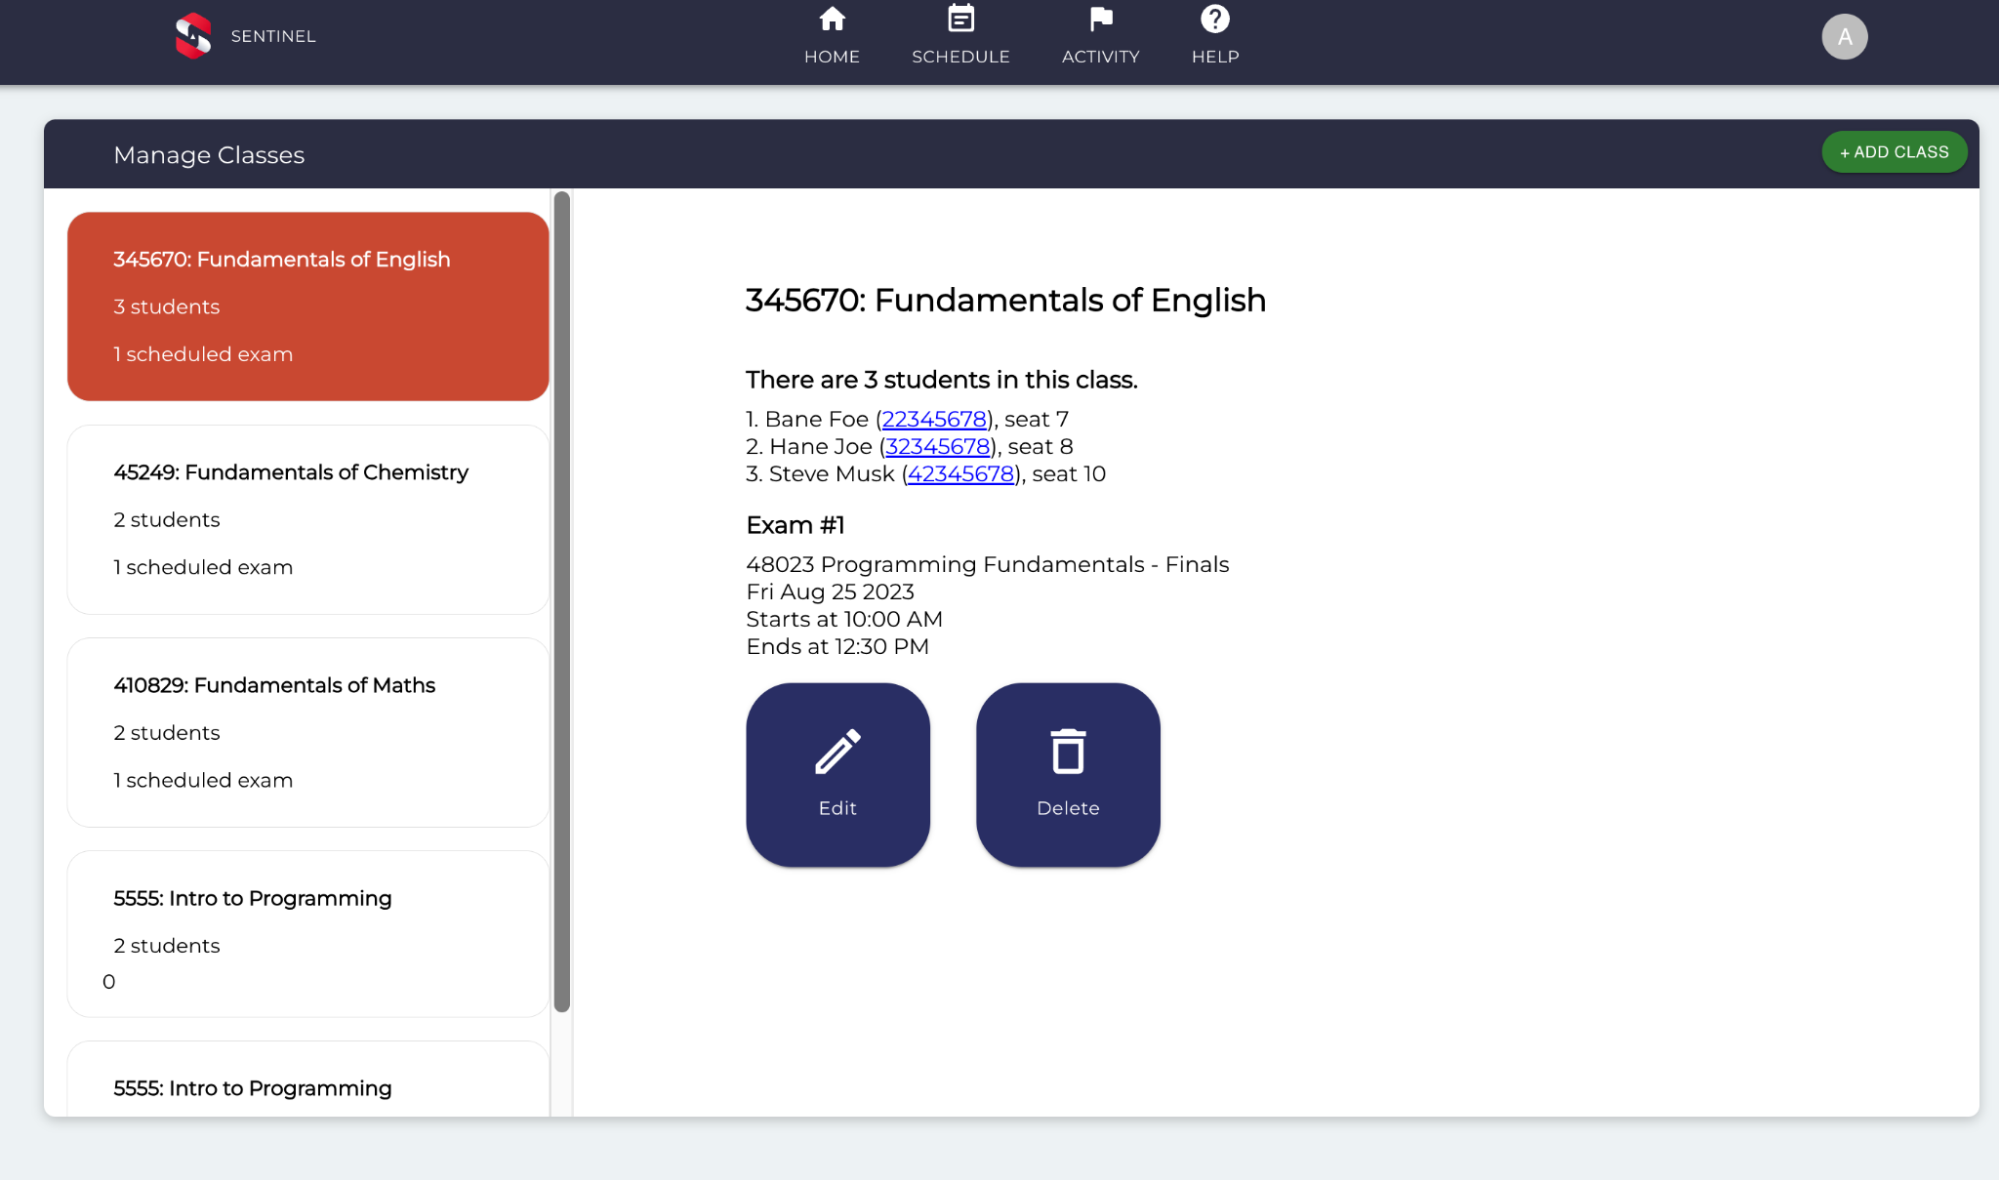 SENTINEL
HOME
SCHEDULE
ACTIVITY
HELP
A
Manage Classes
+ ADD CLASS
345670: Fundamentals of English
3 students
1 scheduled exam
45249: Fundamentals of Chemistry
2 students
1 scheduled exam
410829: Fundamentals of Maths
2 students
1 scheduled exam
5555: Intro to Programming
2 students
0
5555: Intro to Programming
345670: Fundamentals of English
There are 3 students in this class.
1. Bane Foe (22345678), seat 7
2. Hane Joe (32345678), seat 8
3. Steve Musk (42345678), seat 10
Exam #1
48023 Programming Fundamentals - Finals
Fri Aug 25 2023
Starts at 10:00 AM
Ends at 12:30 PM
Edit
Delete